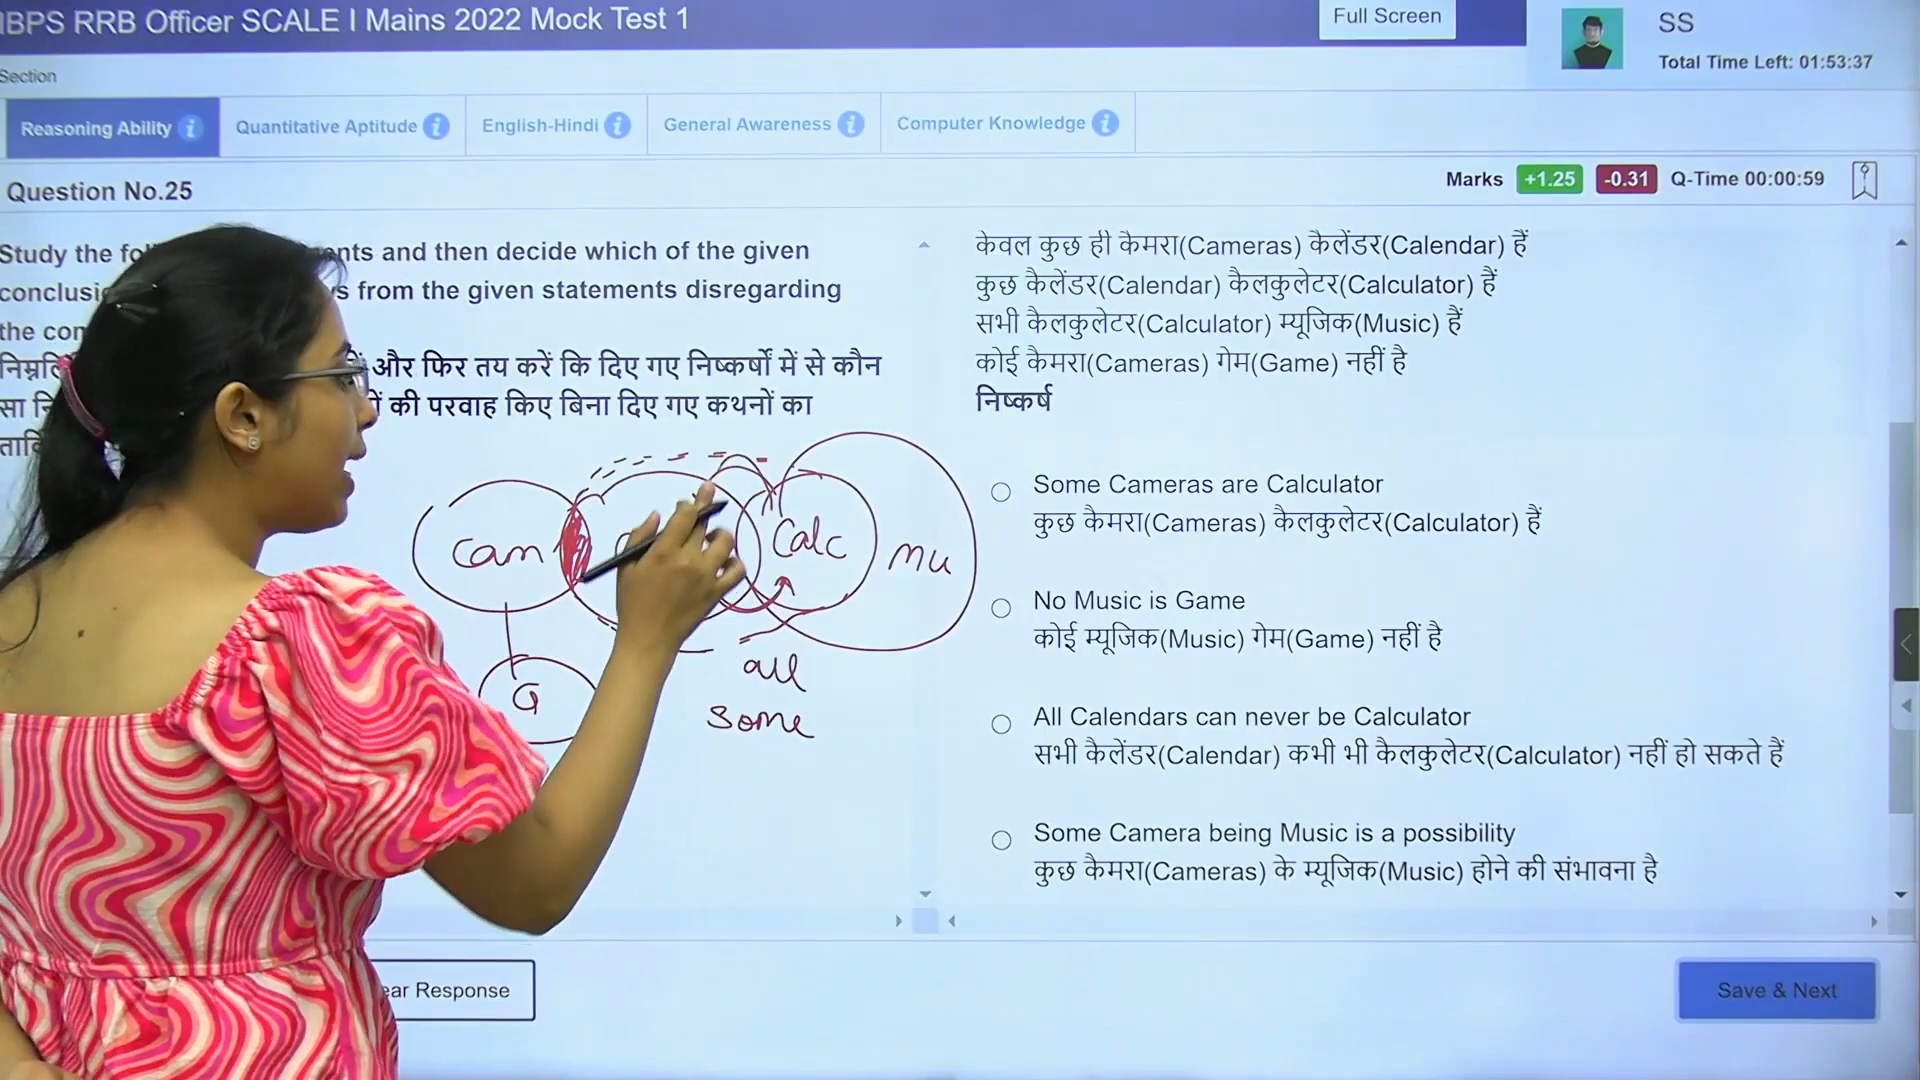 IBPS RRB Officer SCALE I Mains 2022 Mock Test 1
Full Screen
SS
Total Time Left: 01:53:37
Section
Reasoning Ability
Quantitative Aptitude
English-Hindi
General Awareness
Computer Knowledge
Question No.25
Marks +1.25 -0.31 Q-Time 00:00:59
Study the and then decide which of the given
from the given statements disregarding
the
और फिर तय करें कि दिए गए निष्कर्षों में से कौन
सा की परवाह किए बिना दिए गए कथनों का
केवल कुछ ही कैमरा(Cameras) कैलेंडर(Calendar) हैं
कुछ कैलेंडर(Calendar) कैलकुलेटर(Calculator) हैं
सभी कैलकुलेटर(Calculator) म्यूजिक(Music) हैं
कोई कैमरा(Cameras) गेम(Game) नहीं है
निष्कर्ष
Some Cameras are Calculator
कुछ कैमरा(Cameras) कैलकुलेटर(Calculator) हैं
No Music is Game
कोई म्यूजिक(Music) गेम(Game) नहीं है
All Calendars can never be Calculator
सभी कैलेंडर(Calendar) कभी भी कैलकुलेटर(Calculator) नहीं हो सकते हैं
Some Camera being Music is a possibility
कुछ कैमरा(Cameras) के म्यूजिक(Music) होने की संभावना है
Cam
Calc
Mu
G
all
Some
Response
Save & Next